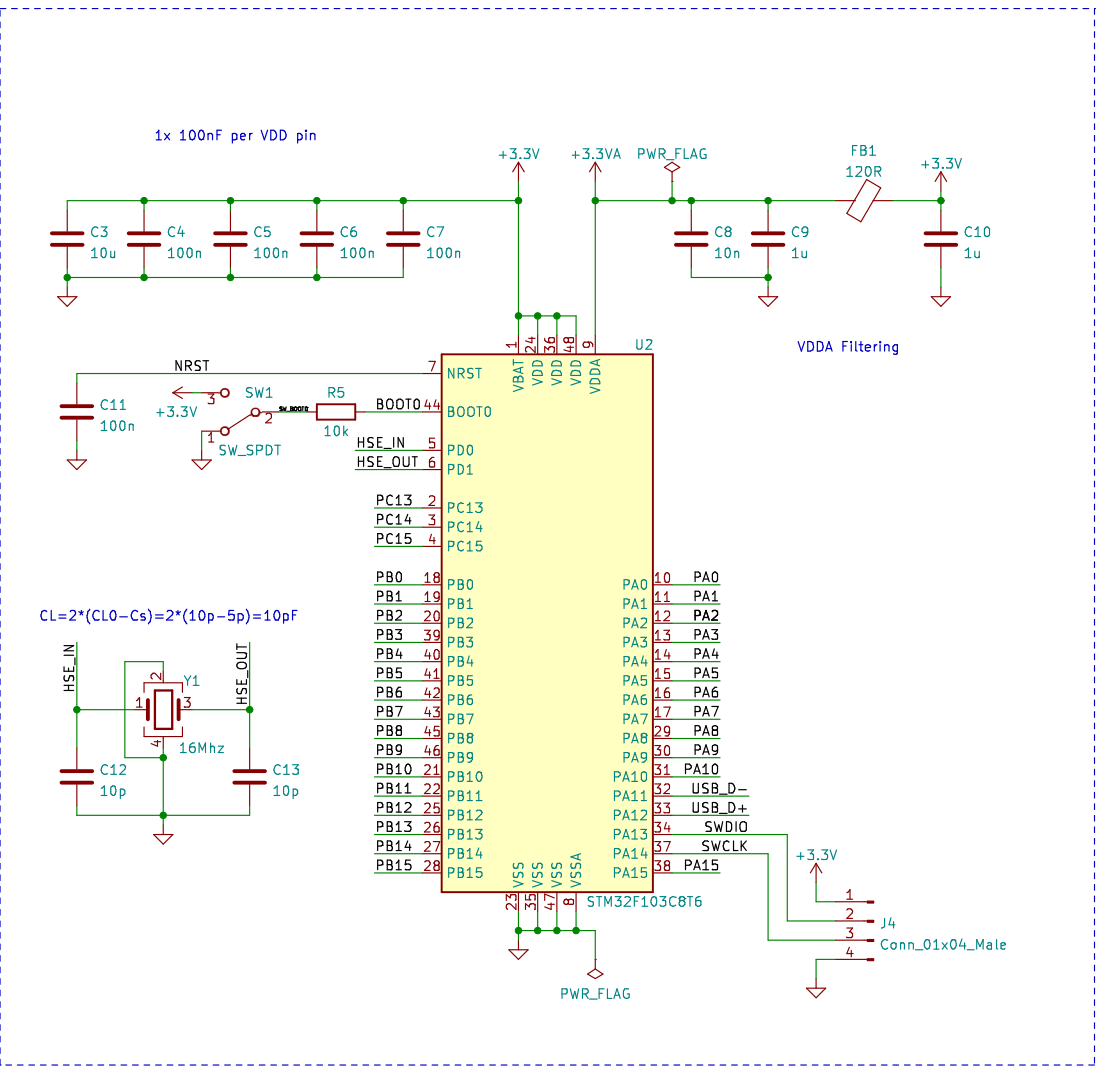 1x 100nF per VDD pin
+3.3V
+3.3VA
PWR_FLAG
FB1
120R
+3.3V
C3
10u
C4
100n
C5
100n
C6
100n
C7
100n
C8
10n
C9
1u
C10
1u
VDDA Filtering
U2
1
24
36
48
9
VBAT
VDD
VDD
VDD
VDDA
NRST
7
NRST
C11
100n
+3.3V
3
SW1
2
1
SW_SPDT
SW_BOOT0
R5
10k
BOOT0
44
BOOT0
HSE_IN
5
PD0
HSE_OUT
6
PD1
PC13
2
PC13
PC14
3
PC14
PC15
4
PC15
PB0
18
PB0
PB1
19
PB1
PB2
20
PB2
PB3
39
PB3
PB4
40
PB4
PB5
41
PB5
PB6
42
PB6
PB7
43
PB7
PB8
45
PB8
PB9
46
PB9
PB10
21
PB10
PB11
22
PB11
PB12
25
PB12
PB13
26
PB13
PB14
27
PB14
PB15
28
PB15
PA0
10
PA0
PA1
11
PA1
PA2
12
PA2
PA3
13
PA3
PA4
14
PA4
PA5
15
PA5
PA6
16
PA6
PA7
17
PA7
PA8
29
PA8
PA9
30
PA9
PA10
31
PA10
PA11
32
USB_D-
PA12
33
USB_D+
PA13
34
SWDIO
PA14
37
SWCLK
PA15
38
PA15
VSS
VSS
VSS
VSSA
23
35
47
8
STM32F103C8T6
PWR_FLAG
CL=2*(CL0-Cs)=2*(10p-5p)=10pF
HSE_IN
HSE_OUT
2
Y1
1
3
4
16Mhz
C12
10p
C13
10p
+3.3V
1
2
3
4
J4
Conn_01x04_Male